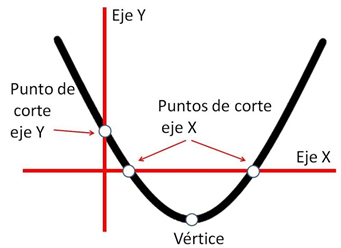 Eje Y
Punto de
corte
eje Y
Puntos de corte
eje X
Eje X
Vértice